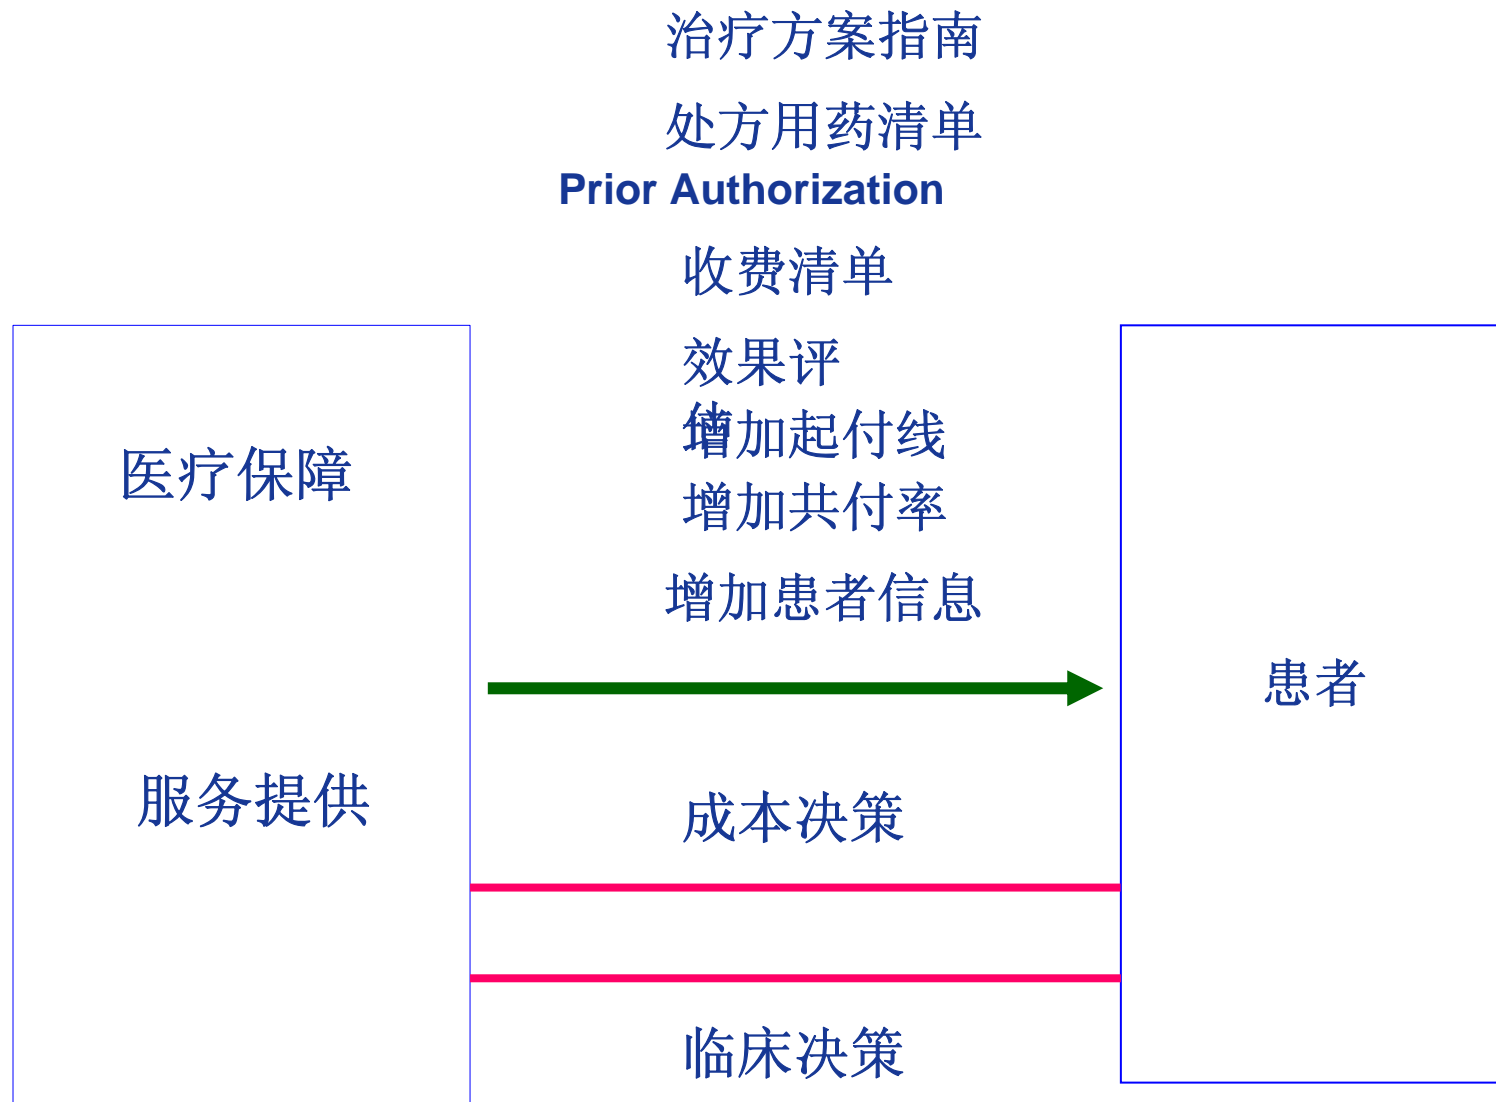 治疗方案指南
处方用药清单
Prior Authorization
收费清单
效果评
估
增加起付线
医疗保障
增加共付率
增加患者信息
患者
服务提供
成本决策
临床决策